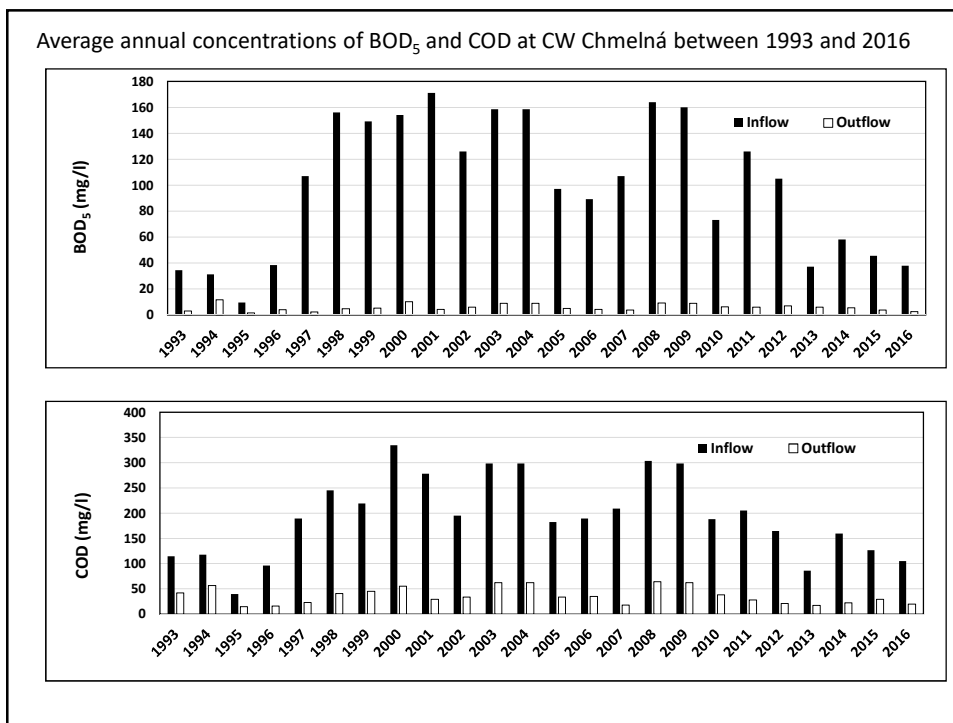 Average annual concentrations of BOD₅ and COD at CW Chmelná between 1993 and 2016
180
160
140
120
100
80
60
40
20
0
BOD₅ (mg/l)
Inflow Outflow
1993 1994 1995 1996 1997 1998 1999 2000 2001 2002 2003 2004 2005 2006 2007 2008 2009 2010 2011 2012 2013 2014 2015 2016
400
350
300
250
200
150
100
50
0
COD (mg/l)
Inflow Outflow
1993 1994 1995 1996 1997 1998 1999 2000 2001 2002 2003 2004 2005 2006 2007 2008 2009 2010 2011 2012 2013 2014 2015 2016